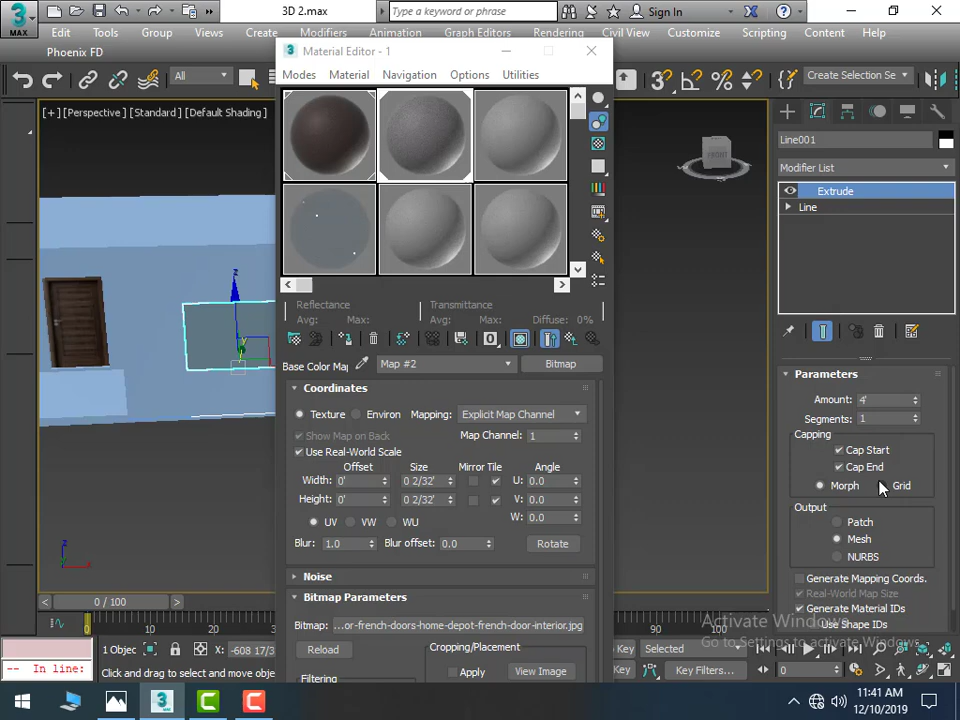 3D 2.max
Type a keyword or phrase
Sign In
Edit Tools Group Views Create Modifiers Animation Graph Editors Rendering Civil View Customize Scripting Content Help
Phoenix FD
All
Create Selection Se
Material Editor - 1
Modes Material Navigation Options Utilities
[+] [Perspective] [Standard] [Default Shading]
FRONT
Line001
Modifier List
Extrude
Line
Reflectance
Avg: Max:
Transmittance
Avg: Max: Diffuse: 0%
Base Color Map: Map #2 Bitmap
Coordinates
Texture Environ Mapping: Explicit Map Channel
Show Map on Back Map Channel: 1
Use Real-World Scale
Offset Size Mirror Tile Angle
Width: 0' 0 2/32' U: 0.0
Height: 0' 0 2/32' V: 0.0
W: 0.0
UV VW WU
Blur: 1.0 Blur offset: 0.0 Rotate
Noise
Bitmap Parameters
Bitmap: ...or-french-doors-home-depot-french-door-interior.jpg
Reload
Cropping/Placement
Apply View Image
Filtering
Parameters
Amount: 4'
Segments: 1
Capping
Cap Start
Cap End
Morph Grid
Output
Patch
Mesh
NURBS
Generate Mapping Coords.
Real-World Map Size
Generate Material IDs
Use Shape IDs
Activate Windows
Go to Settings to activate Windows.
z
z
x
0 / 100
0 10 20 30 90 100
1 Objec X: -608 17/3
In line:
Click and drag to select and move objec
Selected
Key Filters...
0
11:41 AM
12/10/2019
3
MAX